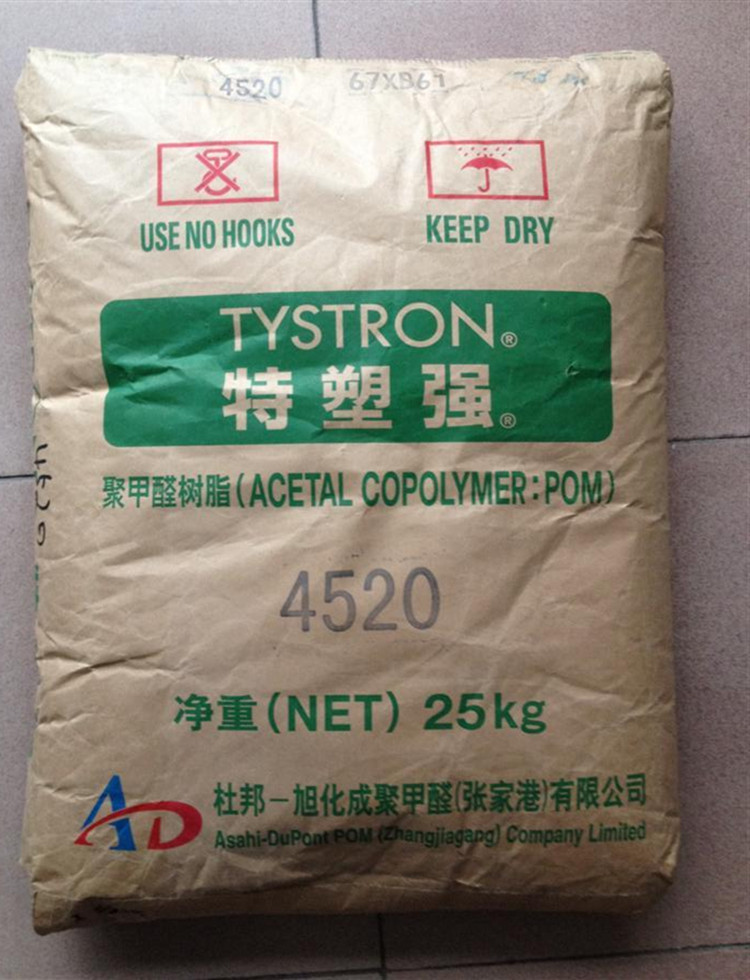 4520 67XB61
USE NO HOOKS KEEP DRY
TYSTRON®
特塑强®
聚甲醛树脂(ACETAL COPOLYMER:POM)
4520
净重(NET) 25kg
AD
杜邦－旭化成聚甲醛(张家港)有限公司
Asahi-DuPont POM (Zhangjiagang) Company Limited